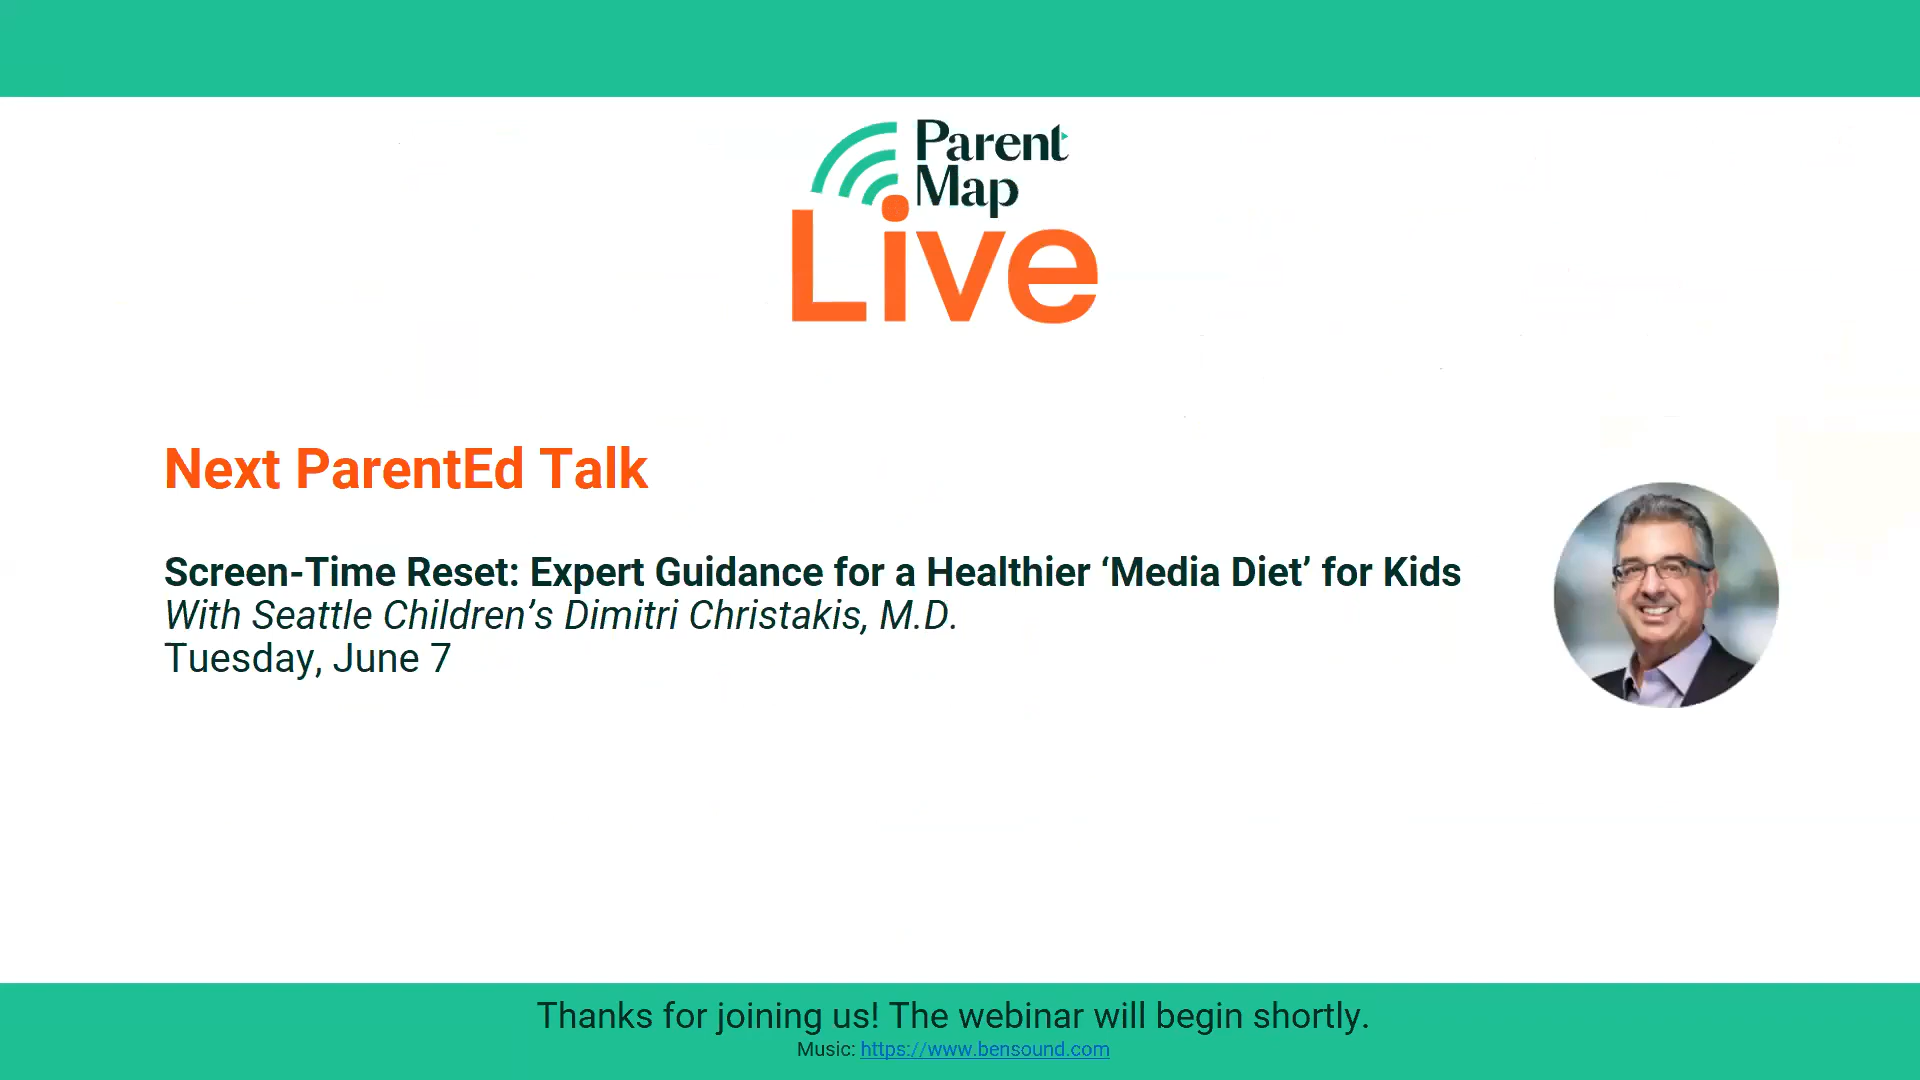 Parent
Map
Live
Next ParentEd Talk
Screen-Time Reset: Expert Guidance for a Healthier ‘Media Diet’ for Kids
With Seattle Children’s Dimitri Christakis, M.D.
Tuesday, June 7
Thanks for joining us! The webinar will begin shortly.
Music: https://www.bensound.com